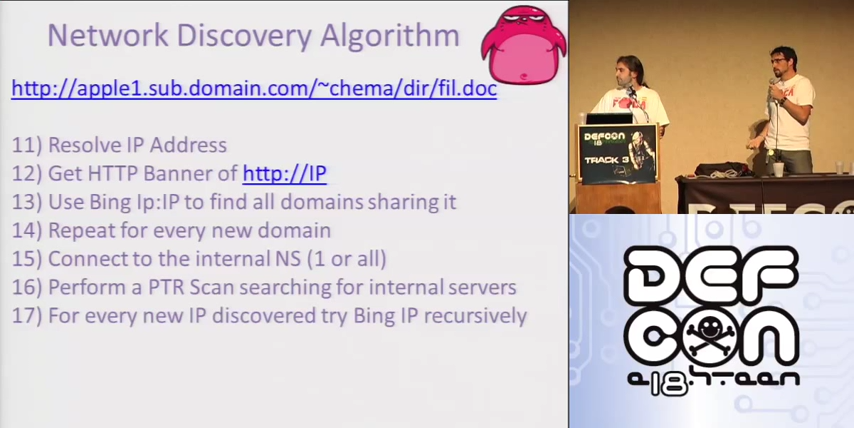 Network Discovery Algorithm
http://apple1.sub.domain.com/~chema/dir/fil.doc
11) Resolve IP Address
12) Get HTTP Banner of http://IP
13) Use Bing Ip:IP to find all domains sharing it
14) Repeat for every new domain
15) Connect to the internal NS (1 or all)
16) Perform a PTR Scan searching for internal servers
17) For every new IP discovered try Bing IP recursively
DEFCON
18
TRACK 3
DEF
CON
e18h.teen